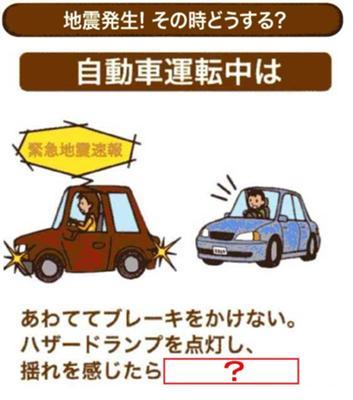 地震発生! その時どうする?
自動車運転中は
緊急地震速報
あわててブレーキをかけない。
ハザードランプを点灯し、
揺れを感じたら ?